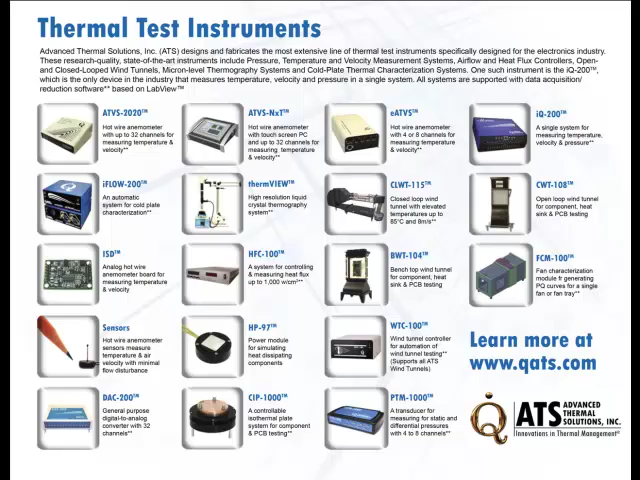 Thermal Test Instruments
Advanced Thermal Solutions, Inc. (ATS) designs and fabricates the most extensive line of thermal test instruments specifically designed for the electronics industry.
These research-quality, state-of-the-art instruments include Pressure, Temperature and Velocity Measurement Systems, Airflow and Heat Flux Controllers, Open-
and Closed-Looped Wind Tunnels, Micron-level Thermography Systems and Cold-Plate Thermal Characterization Systems. One such instrument is the iQ-200™,
which is the only device in the industry that measures temperature, velocity and pressure in a single system. All systems are supported with data acquisition/
reduction software** based on LabView™
ATVS-2020™
Hot wire anemometer
with up to 32 channels for
measuring temperature &
velocity**
ATVS-NxT™
Hot wire anemometer
with touch screen PC
and up to 32 channels for
measuring temperature
& velocity**
eATVS™
Hot wire anemometer
with 4 or 8 channels for
measuring temperature
& velocity**
iQ-200™
A single system for
measuring temperature,
velocity & pressure**
iFLOW-200™
An automatic
system for cold plate
characterization**
thermVIEW™
High resolution liquid
crystal thermography
system**
CLWT-115™
Closed loop wind
tunnel with elevated
temperatures up to
85°C and 8m/s**
CWT-108™
Open loop wind tunnel
for component, heat
sink & PCB testing
ISD™
Analog hot wire
anemometer board for
measuring temperature
& velocity
HFC-100™
A system for controlling
& measuring heat flux
up to 1,000 w/cm²**
BWT-104™
Bench top wind tunnel
for component, heat
sink & PCB testing
FCM-100™
Fan characterization
module fr generating
PQ curves for a single
fan or fan tray**
Sensors
Hot wire anemometer
sensors measure
temperature & air
velocity with minimal
flow disturbance
HP-97™
Power module
for simulating
heat dissipating
components
WTC-100™
Wind tunnel controller
for automation of
wind tunnel testing**
(Supports all ATS
Wind Tunnels)
Learn more at
www.qats.com
DAC-200™
General purpose
digital-to-analog
converter with 32
channels**
CIP-1000™
A controllable
isothermal plate
system for component
& PCB testing**
PTM-1000™
A transducer for
measuring for static and
differential pressures
with 4 to 8 channels**
ATS ADVANCED
THERMAL
SOLUTIONS, INC.
Innovations in Thermal Management®